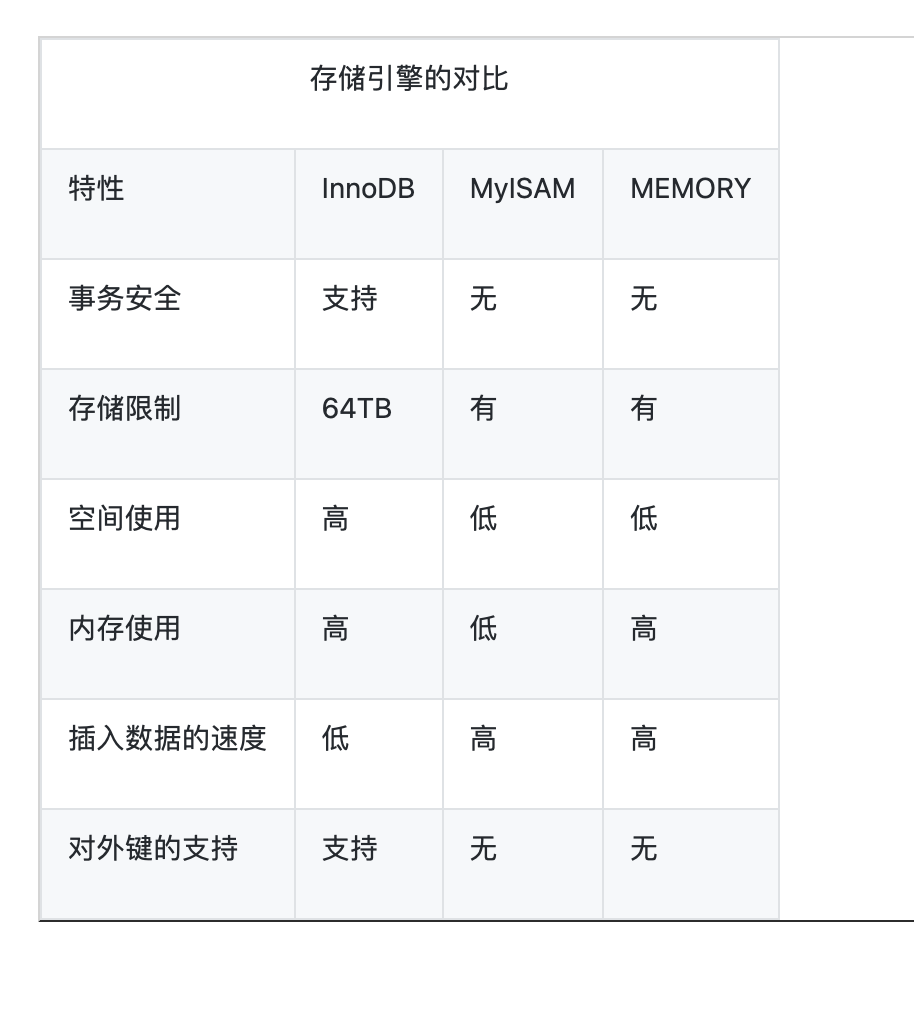 存储引擎的对比
特性 InnoDB MyISAM MEMORY
事务安全 支持 无 无
存储限制 64TB 有 有
空间使用 高 低 低
内存使用 高 低 高
插入数据的速度 低 高 高
对外键的支持 支持 无 无